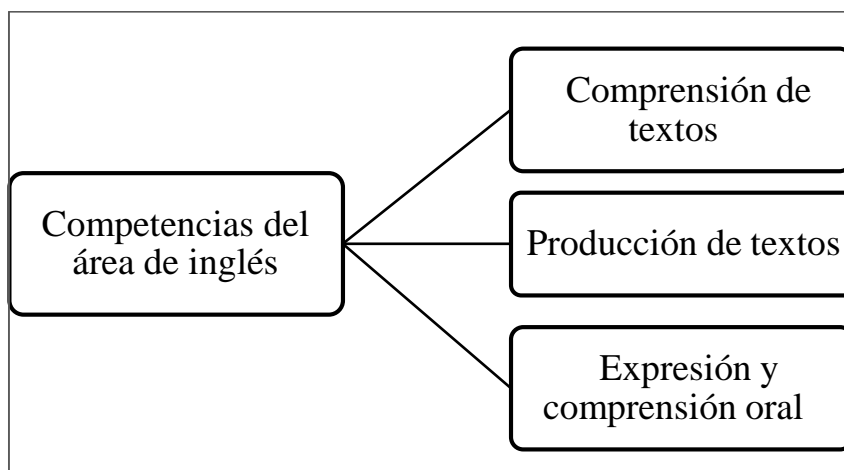 Competencias del
área de inglés
Comprensión de
textos
Producción de textos
Expresión y
comprensión oral